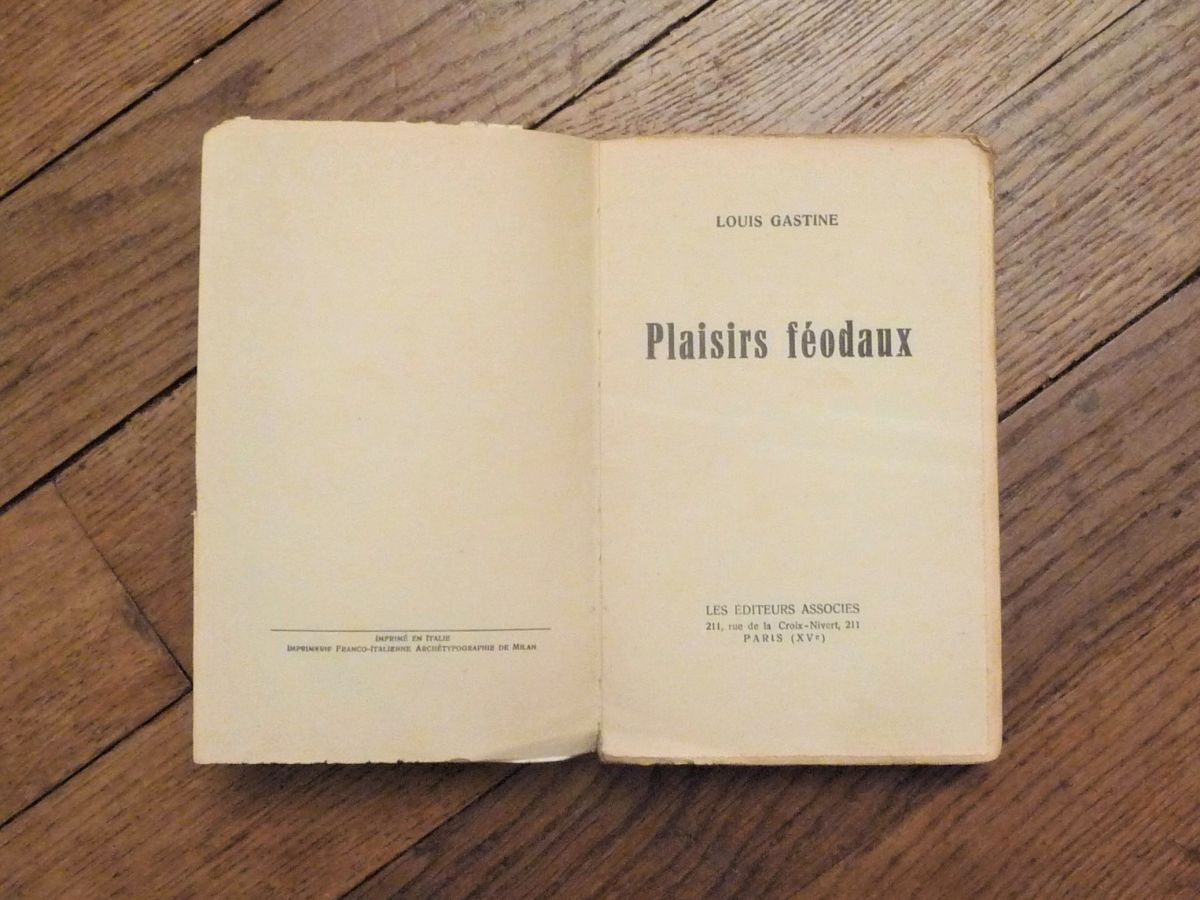 IMPRIMÉ EN ITALIE
IMPRIMERIE FRANCO-ITALIENNE ARCHÉTYPOGRAPHIE DE MILAN
LOUIS GASTINE
Plaisirs féodaux
LES ÉDITEURS ASSOCIES
211, rue de la Croix-Nivert, 211
PARIS (XVe)